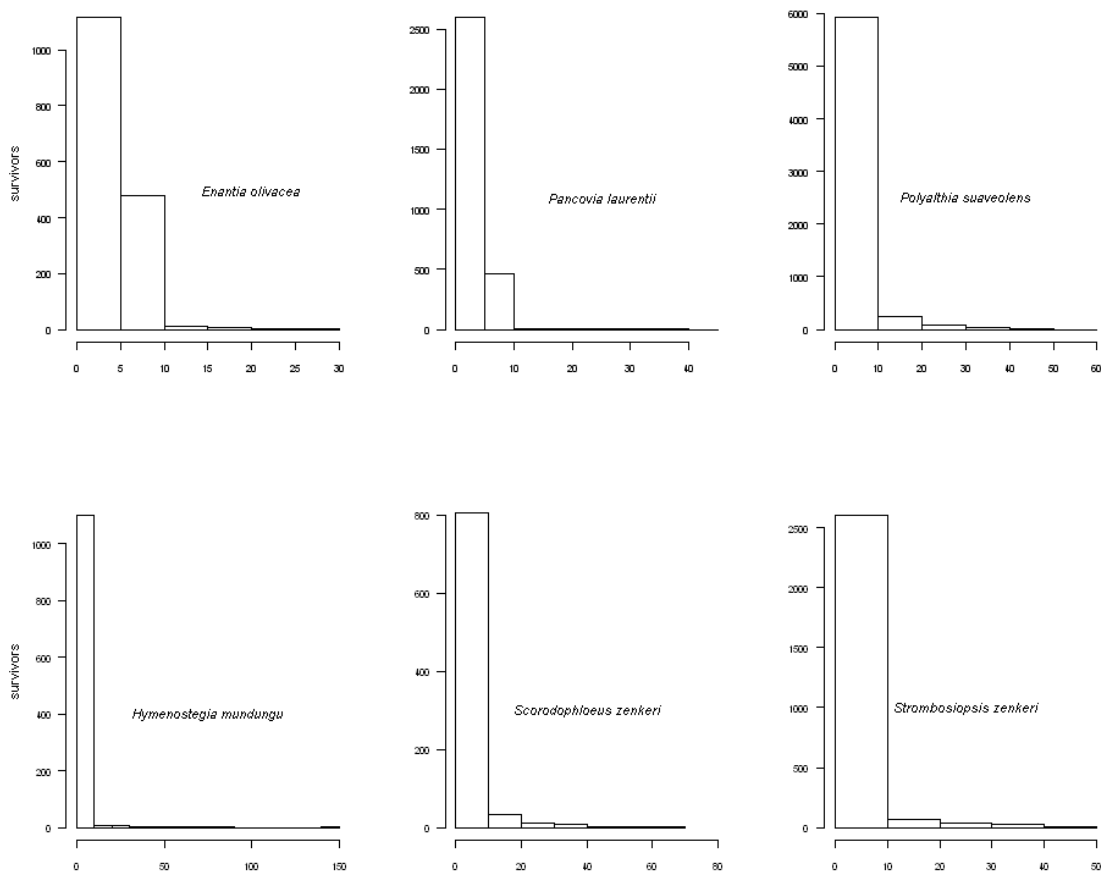 survivors
1000
800
600
400
200
0
Enantia olivacea
0 5 10 15 20 25 30
2500
2000
1500
1000
500
0
Pancovia laurentii
0 10 20 30 40
6000
5000
4000
3000
2000
1000
0
Polyalthia suaveolens
0 10 20 30 40 50 60
survivors
1000
800
600
400
200
0
Hymenostegia mundungu
0 50 100 150
800
600
400
200
0
Scorodophloeus zenkeri
0 20 40 60 80
2500
2000
1500
1000
500
0
Strombosiopsis zenkeri
0 10 20 30 40 50